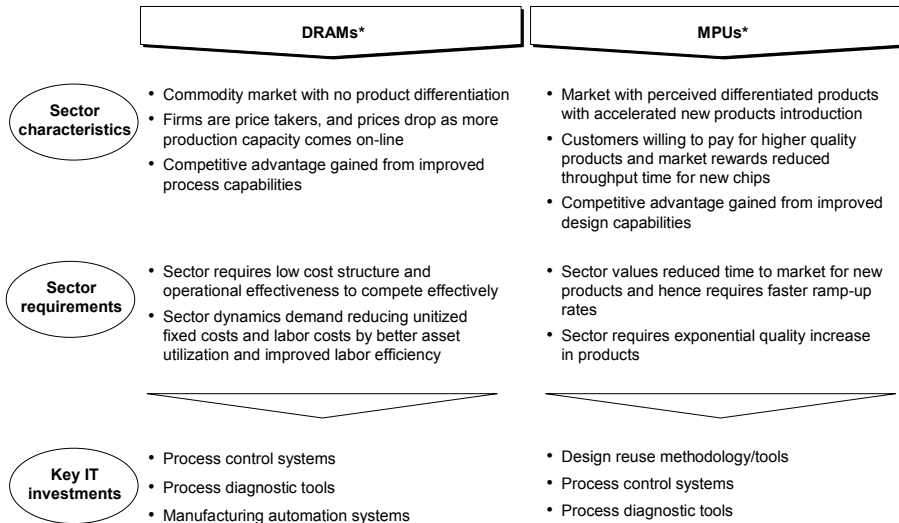 DRAMs*
MPUs*
Sector
characteristics
• Commodity market with no product differentiation
• Firms are price takers, and prices drop as more
production capacity comes on-line
• Competitive advantage gained from improved
process capabilities
• Market with perceived differentiated products
with accelerated new products introduction
• Customers willing to pay for higher quality
products and market rewards reduced
throughput time for new chips
• Competitive advantage gained from improved
design capabilities
Sector
requirements
• Sector requires low cost structure and
operational effectiveness to compete effectively
• Sector dynamics demand reducing unitized
fixed costs and labor costs by better asset
utilization and improved labor efficiency
• Sector values reduced time to market for new
products and hence requires faster ramp-up
rates
• Sector requires exponential quality increase
in products
Key IT
investments
• Process control systems
• Process diagnostic tools
• Manufacturing automation systems
• Design reuse methodology/tools
• Process control systems
• Process diagnostic tools